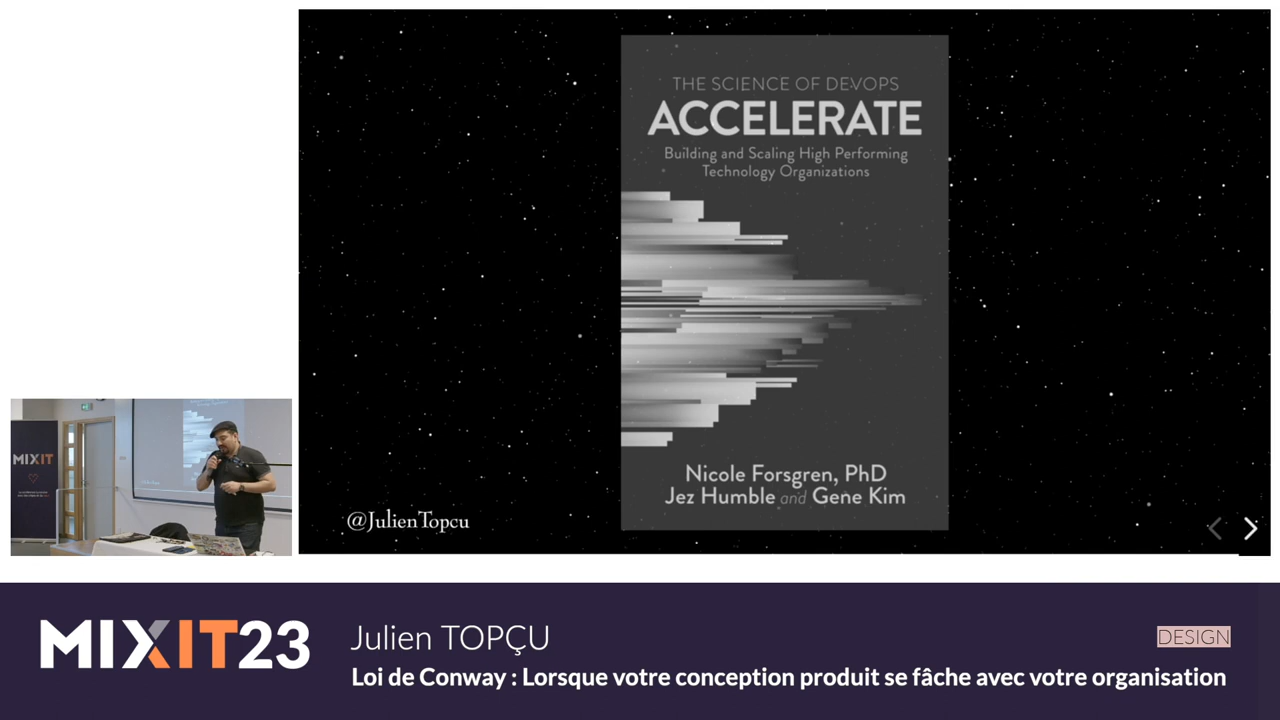 THE SCIENCE OF DEVOPS
ACCELERATE
Building and Scaling High Performing
Technology Organizations
Nicole Forsgren, PhD
Jez Humble and Gene Kim
@JulienTopcu
MIXIT
MIXIT23
Julien TOPÇU
DESIGN
Loi de Conway : Lorsque votre conception produit se fâche avec votre organisation